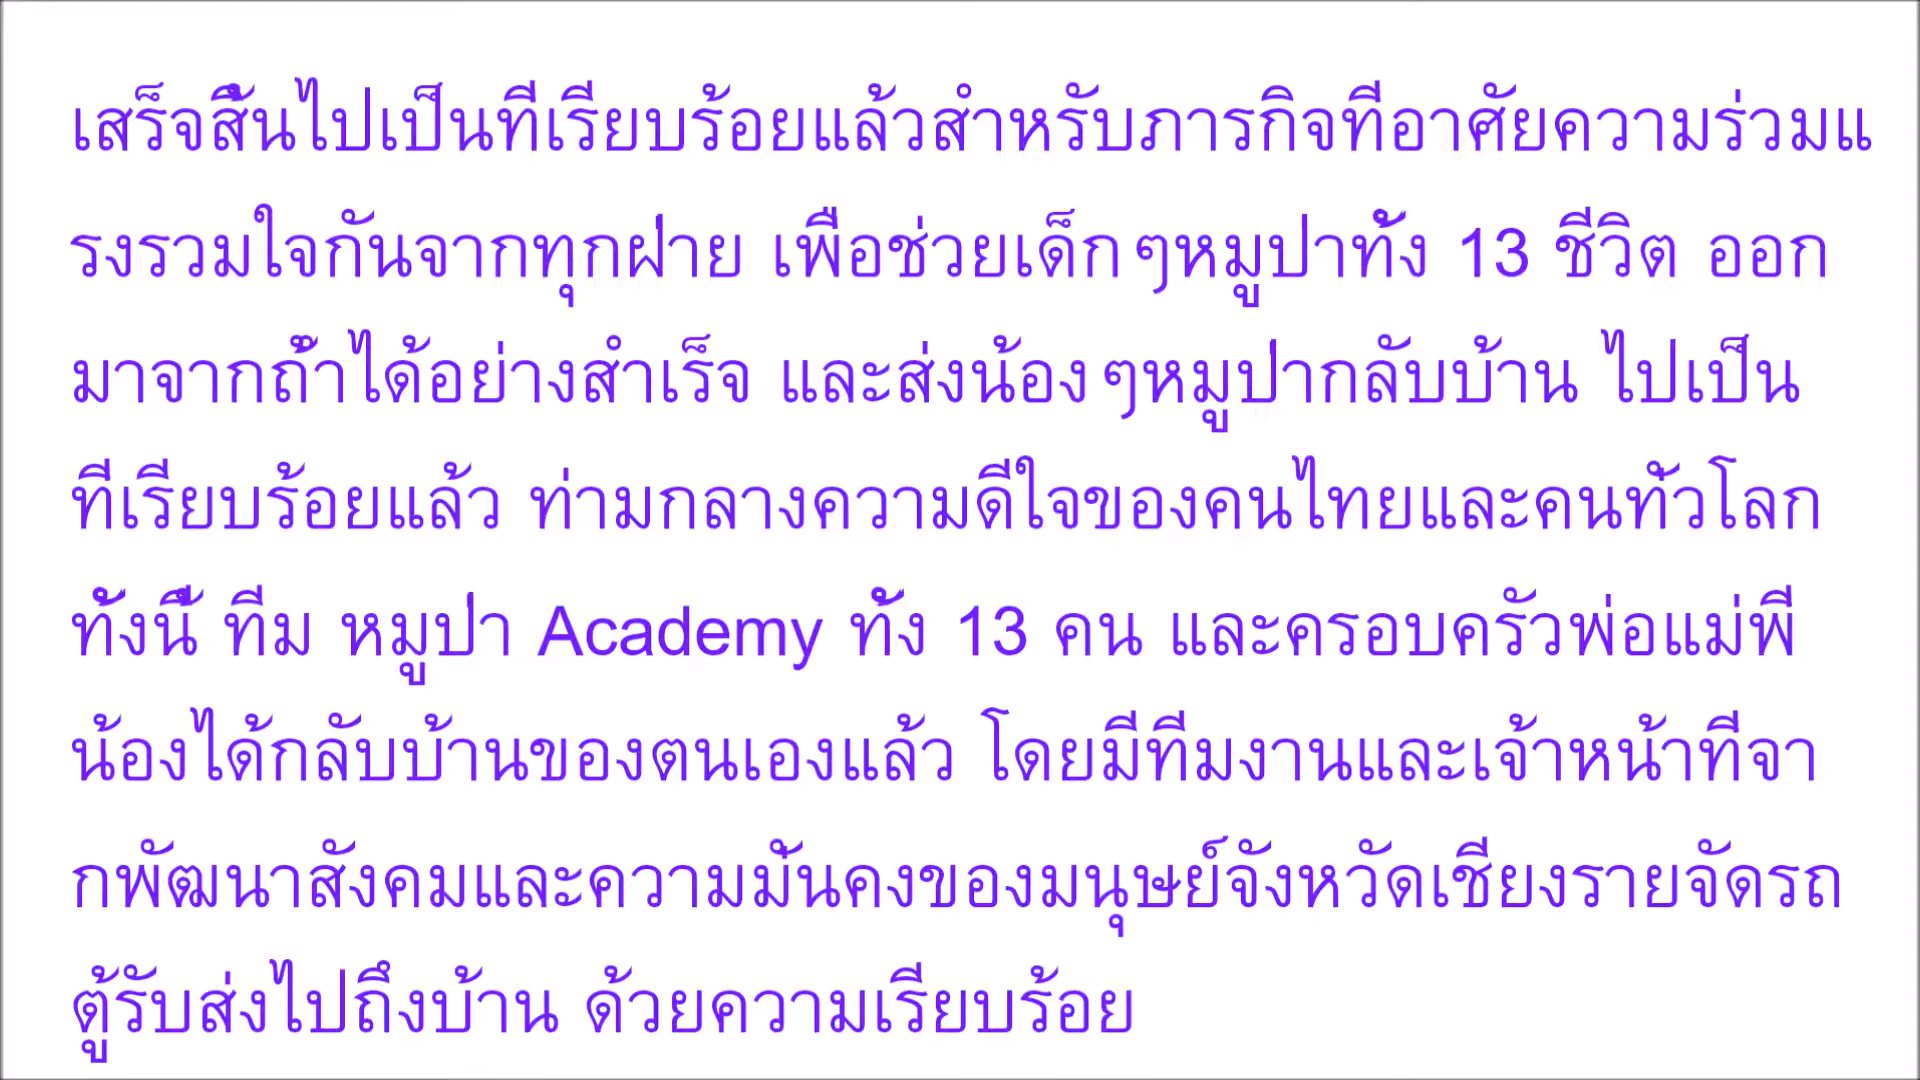 เสร็จสิ้นไปเป็นที่เรียบร้อยแล้วสำหรับภารกิจที่อาศัยความร่วมแ
รงรวมใจกันจากทุกฝ่าย เพื่อช่วยเด็กๆหมูป่าทั้ง 13 ชีวิต ออก
มาจากถ้ำได้อย่างสำเร็จ และส่งน้องๆหมูป่ากลับบ้าน ไปเป็น
ที่เรียบร้อยแล้ว ท่ามกลางความดีใจของคนไทยและคนทั่วโลก
ทั้งนี้ ทีม หมูป่า Academy ทั้ง 13 คน และครอบครัวพ่อแม่พี่
น้องได้กลับบ้านของตนเองแล้ว โดยมีทีมงานและเจ้าหน้าที่จา
กพัฒนาสังคมและความมั่นคงของมนุษย์จังหวัดเชียงรายจัดรถ
ตู้รับส่งไปถึงบ้าน ด้วยความเรียบร้อย